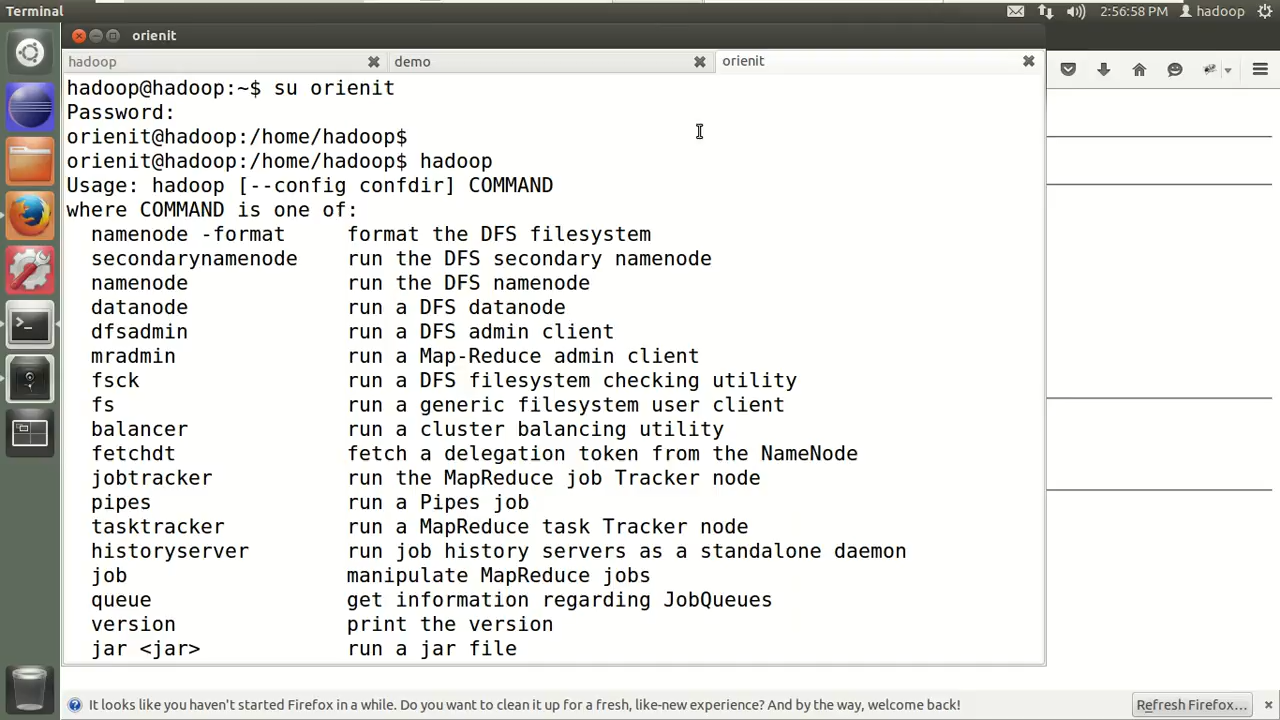 Terminal
2:56:58 PM
hadoop
orienit
hadoop
demo
orienit
hadoop@hadoop:~$ su orienit
Password:
orienit@hadoop:/home/hadoop$
orienit@hadoop:/home/hadoop$ hadoop
Usage: hadoop [--config confdir] COMMAND
where COMMAND is one of:
namenode -format     format the DFS filesystem
secondarynamenode    run the DFS secondary namenode
namenode             run the DFS namenode
datanode             run a DFS datanode
dfsadmin             run a DFS admin client
mradmin              run a Map-Reduce admin client
fsck                 run a DFS filesystem checking utility
fs                   run a generic filesystem user client
balancer             run a cluster balancing utility
fetchdt              fetch a delegation token from the NameNode
jobtracker           run the MapReduce job Tracker node
pipes                run a Pipes job
tasktracker          run a MapReduce task Tracker node
historyserver        run job history servers as a standalone daemon
job                  manipulate MapReduce jobs
queue                get information regarding JobQueues
version              print the version
jar <jar>            run a jar file
It looks like you haven't started Firefox in a while. Do you want to clean it up for a fresh, like-new experience? And by the way, welcome back!
Refresh Firefox...